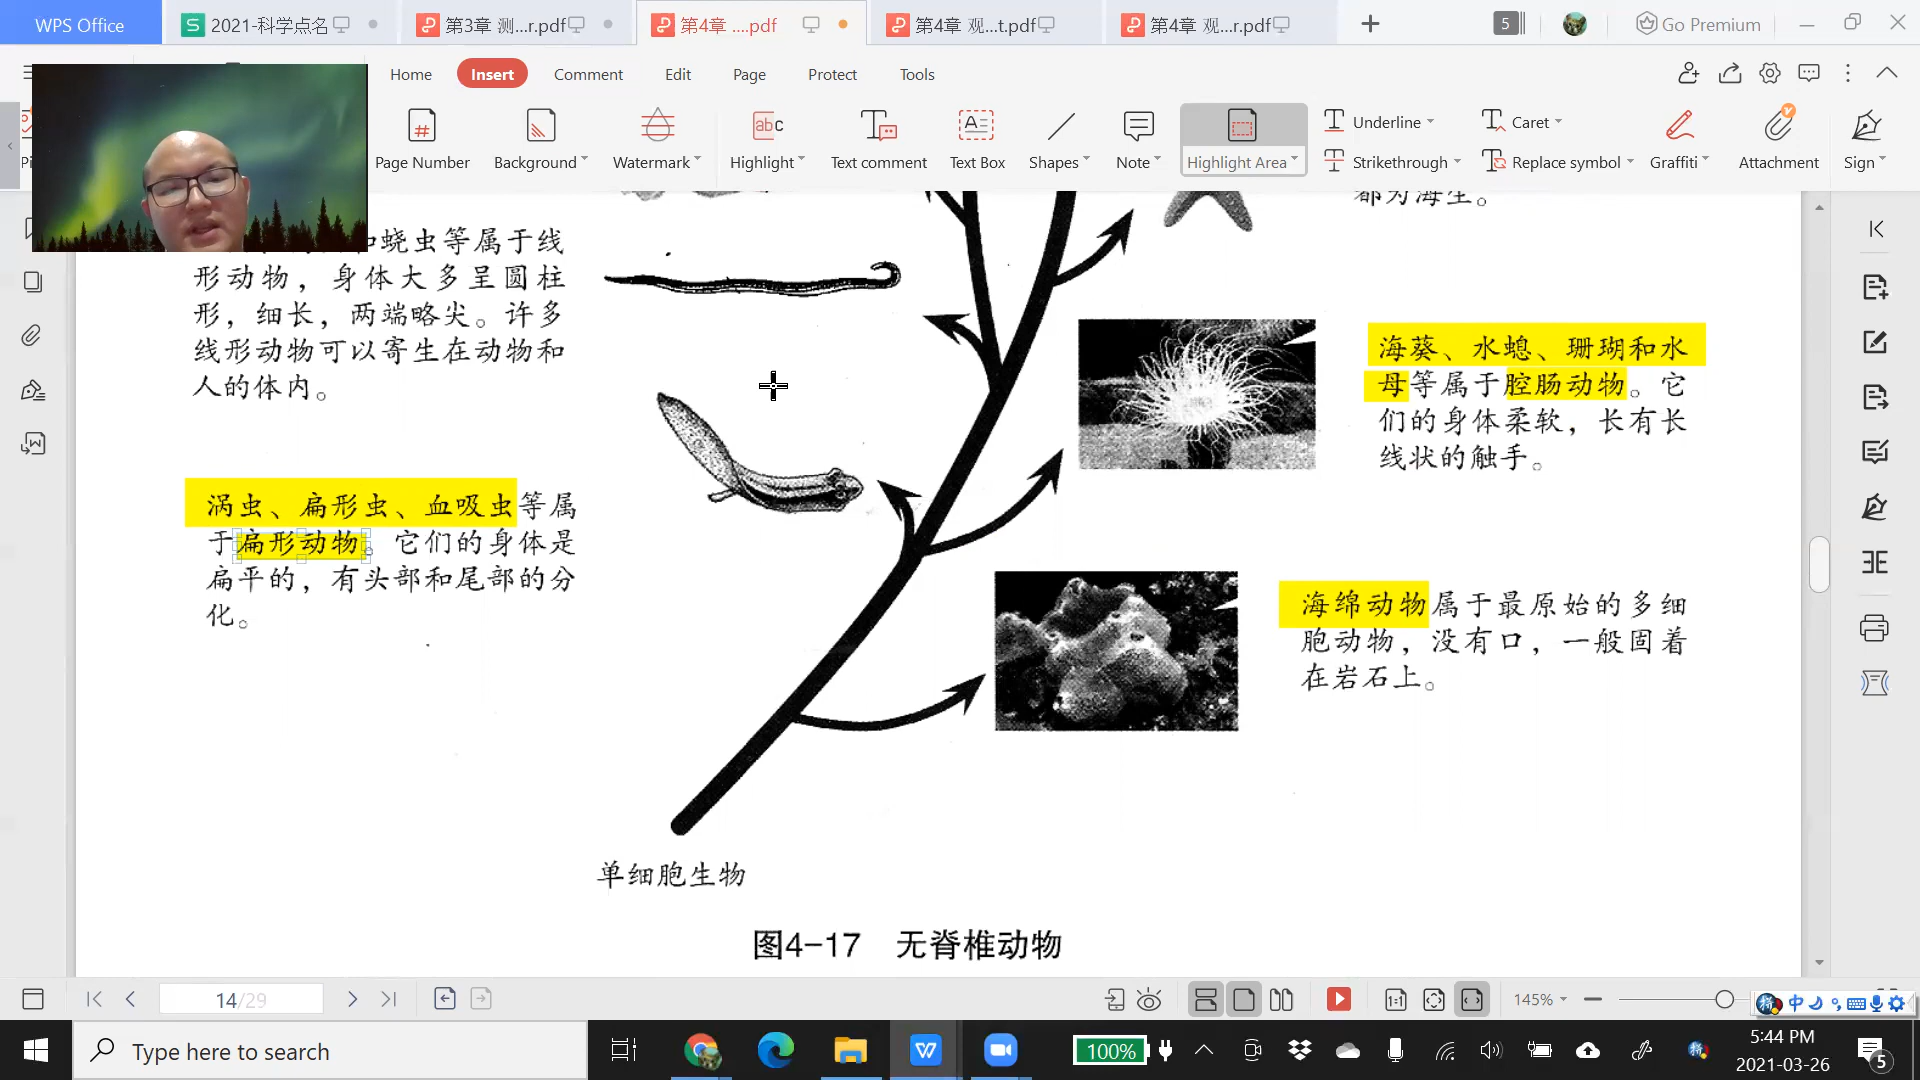 WPS Office
2021-科学点名
第3章 测...r.pdf
第4章 ....pdf
第4章 观...t.pdf
第4章 观...r.pdf
5
Go Premium
Home
Insert
Comment
Edit
Page
Protect
Tools
Page Number
Background
Watermark
Highlight
Text comment
Text Box
Shapes
Note
Highlight Area
Underline
Strikethrough
Caret
Replace symbol
Graffiti
Attachment
Sign
都为海生。
和蛲虫等属于线
形动物，身体大多呈圆柱
形，细长，两端略尖。许多
线形动物可以寄生在动物和
人的体内。
海葵、水螅、珊瑚和水
母等属于腔肠动物。它
们的身体柔软，长有长
线状的触手。
涡虫、扁形虫、血吸虫等属
于扁形动物。它们的身体是
扁平的，有头部和尾部的分
化。
海绵动物属于最原始的多细
胞动物，没有口，一般固着
在岩石上。
单细胞生物
图4-17 无脊椎动物
14/29
145%
中
Type here to search
100%
5:44 PM
2021-03-26
5